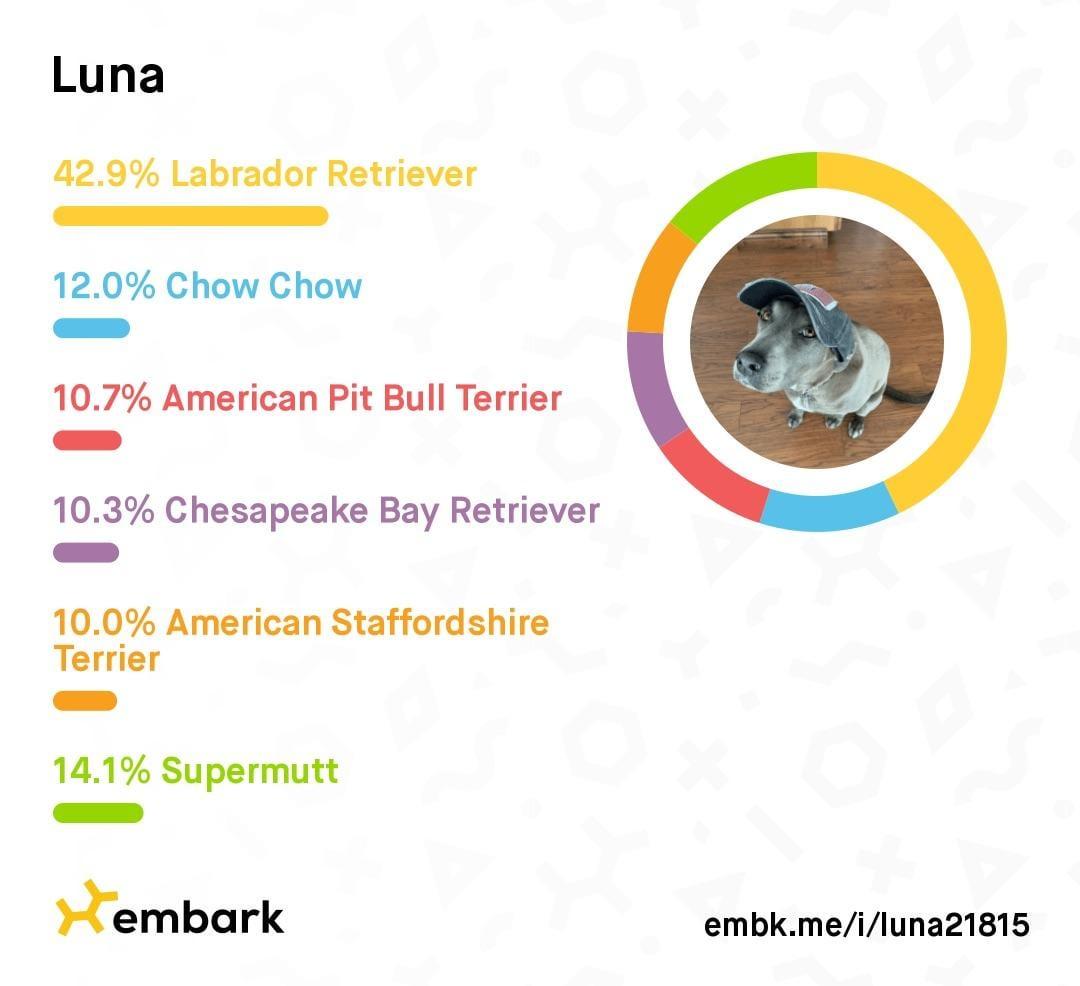 Luna
42.9% Labrador Retriever
12.0% Chow Chow
10.7% American Pit Bull Terrier
10.3% Chesapeake Bay Retriever
10.0% American Staffordshire
Terrier
14.1% Supermutt
embark
embk.me/i/luna21815